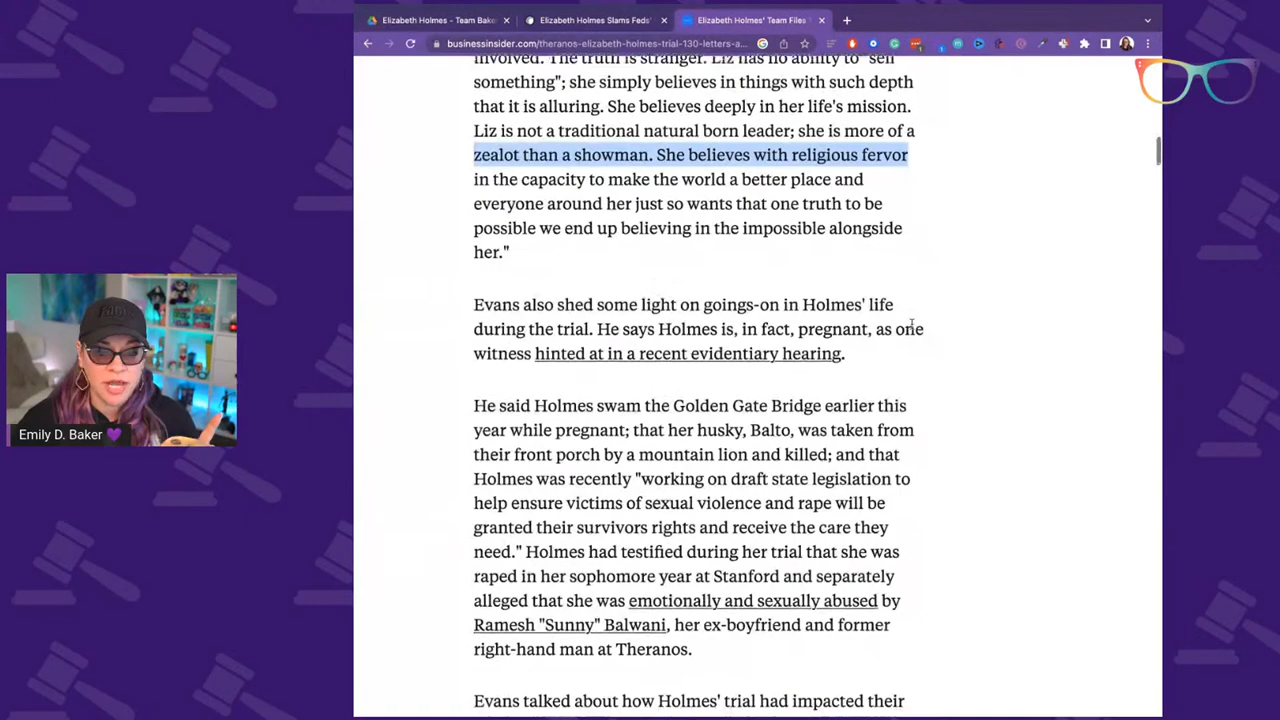 Elizabeth Holmes - Team Bake
Elizabeth Holmes Slams Feds'
Elizabeth Holmes' Team Files
businessinsider.com/theranos-elizabeth-holmes-trial-130-letters-a...
involved. The truth is stranger. Liz has no ability to "sell
something"; she simply believes in things with such depth
that it is alluring. She believes deeply in her life's mission.
Liz is not a traditional natural born leader; she is more of a
zealot than a showman. She believes with religious fervor
in the capacity to make the world a better place and
everyone around her just so wants that one truth to be
possible we end up believing in the impossible alongside
her."
Evans also shed some light on goings-on in Holmes' life
during the trial. He says Holmes is, in fact, pregnant, as one
witness hinted at in a recent evidentiary hearing.
He said Holmes swam the Golden Gate Bridge earlier this
year while pregnant; that her husky, Balto, was taken from
their front porch by a mountain lion and killed; and that
Holmes was recently "working on draft state legislation to
help ensure victims of sexual violence and rape will be
granted their survivors rights and receive the care they
need." Holmes had testified during her trial that she was
raped in her sophomore year at Stanford and separately
alleged that she was emotionally and sexually abused by
Ramesh "Sunny" Balwani, her ex-boyfriend and former
right-hand man at Theranos.
Evans talked about how Holmes' trial had impacted their
Emily D. Baker 💜